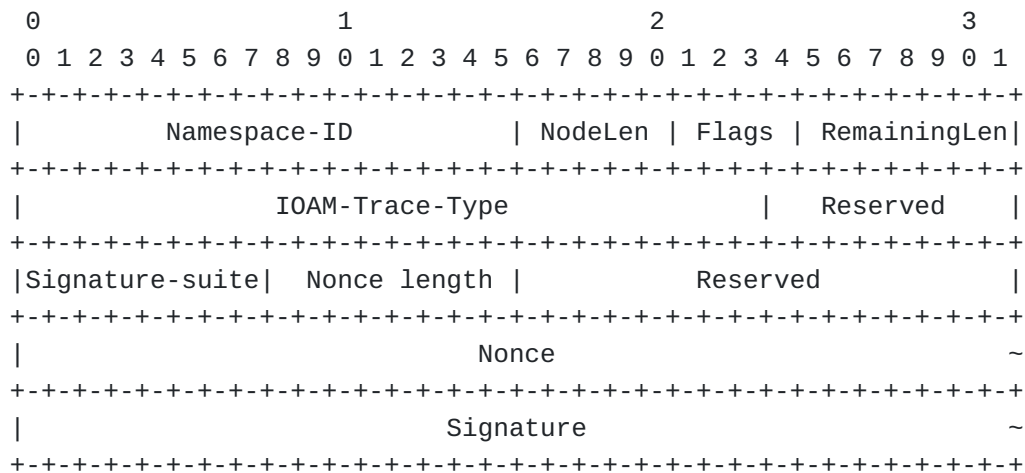 0                   1                   2                   3
 0 1 2 3 4 5 6 7 8 9 0 1 2 3 4 5 6 7 8 9 0 1 2 3 4 5 6 7 8 9 0 1
+-+-+-+-+-+-+-+-+-+-+-+-+-+-+-+-+-+-+-+-+-+-+-+-+-+-+-+-+-+-+-+-+
|         Namespace-ID          | NodeLen | Flags | RemainingLen|
+-+-+-+-+-+-+-+-+-+-+-+-+-+-+-+-+-+-+-+-+-+-+-+-+-+-+-+-+-+-+-+-+
|                IOAM-Trace-Type                |   Reserved    |
+-+-+-+-+-+-+-+-+-+-+-+-+-+-+-+-+-+-+-+-+-+-+-+-+-+-+-+-+-+-+-+-+
|Signature-suite|  Nonce length |           Reserved            |
+-+-+-+-+-+-+-+-+-+-+-+-+-+-+-+-+-+-+-+-+-+-+-+-+-+-+-+-+-+-+-+-+
|                             Nonce                             ~
+-+-+-+-+-+-+-+-+-+-+-+-+-+-+-+-+-+-+-+-+-+-+-+-+-+-+-+-+-+-+-+-+
|                           Signature                           ~
+-+-+-+-+-+-+-+-+-+-+-+-+-+-+-+-+-+-+-+-+-+-+-+-+-+-+-+-+-+-+-+-+